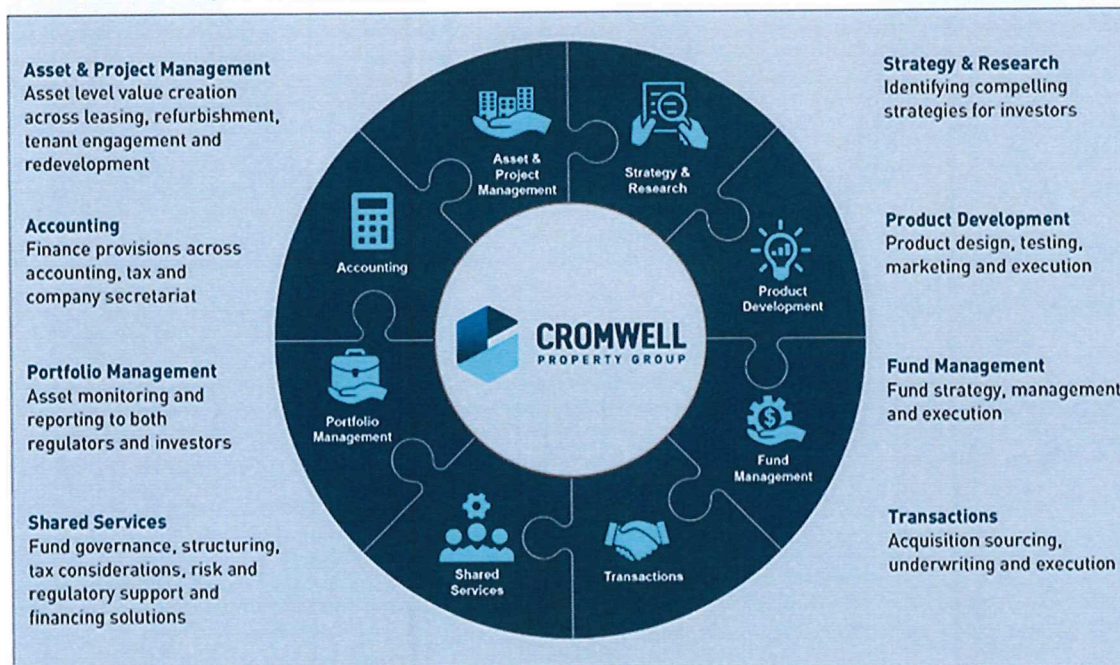 Asset & Project Management
Asset level value creation
across leasing, refurbishment,
tenant engagement and
redevelopment
Accounting
Finance provisions across
accounting, tax and
company secretariat
Portfolio Management
Asset monitoring and
reporting to both
regulators and investors
Shared Services
Fund governance, structuring,
tax considerations, risk and
regulatory support and
financing solutions
Asset &
Project
Management
Strategy &
Research
Accounting
Product
Development
CROMWELL
PROPERTY GROUP
Portfolio
Management
Fund
Management
Shared
Services
Transactions
Strategy & Research
Identifying compelling
strategies for investors
Product Development
Product design, testing,
marketing and execution
Fund Management
Fund strategy, management
and execution
Transactions
Acquisition sourcing,
underwriting and execution